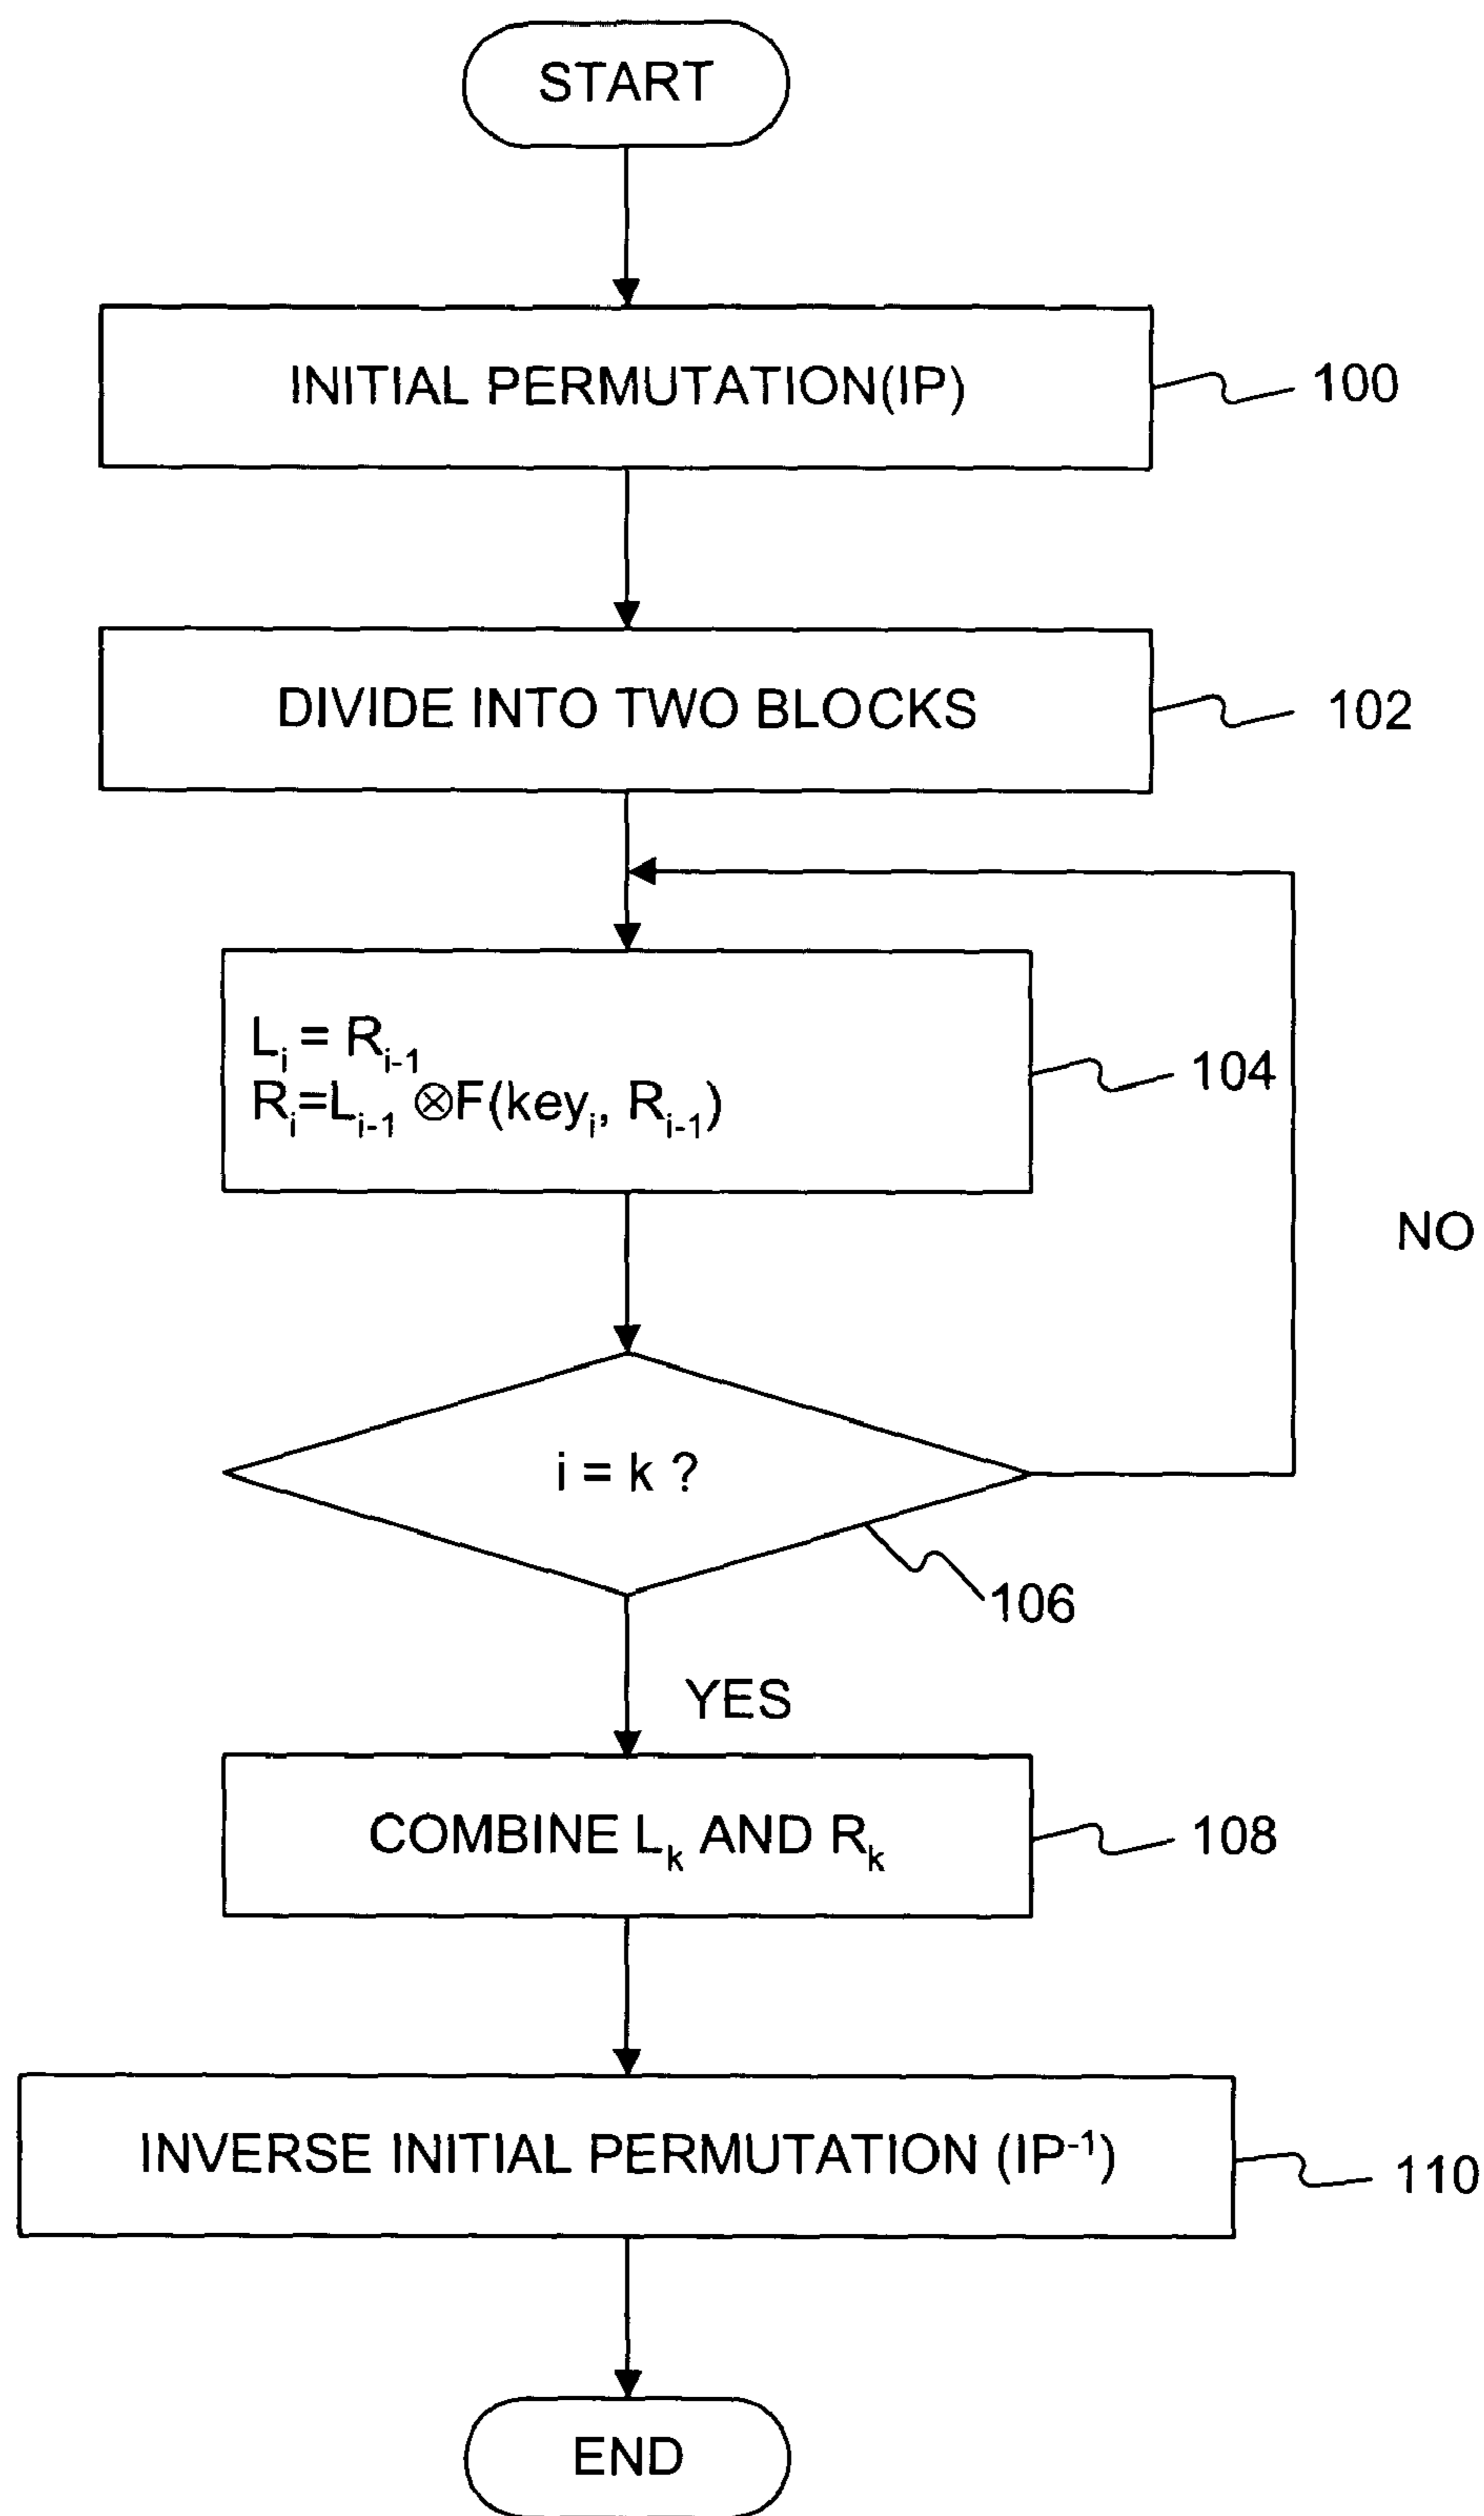 START
INITIAL PERMUTATION(IP)
100
DIVIDE INTO TWO BLOCKS
102
Lᵢ = Rᵢ₋₁
Rᵢ=Lᵢ₋₁ ⊗F(keyᵢ, Rᵢ₋₁)
104
NO
i = k ?
106
YES
COMBINE Lₖ AND Rₖ
108
INVERSE INITIAL PERMUTATION (IP⁻¹)
110
END